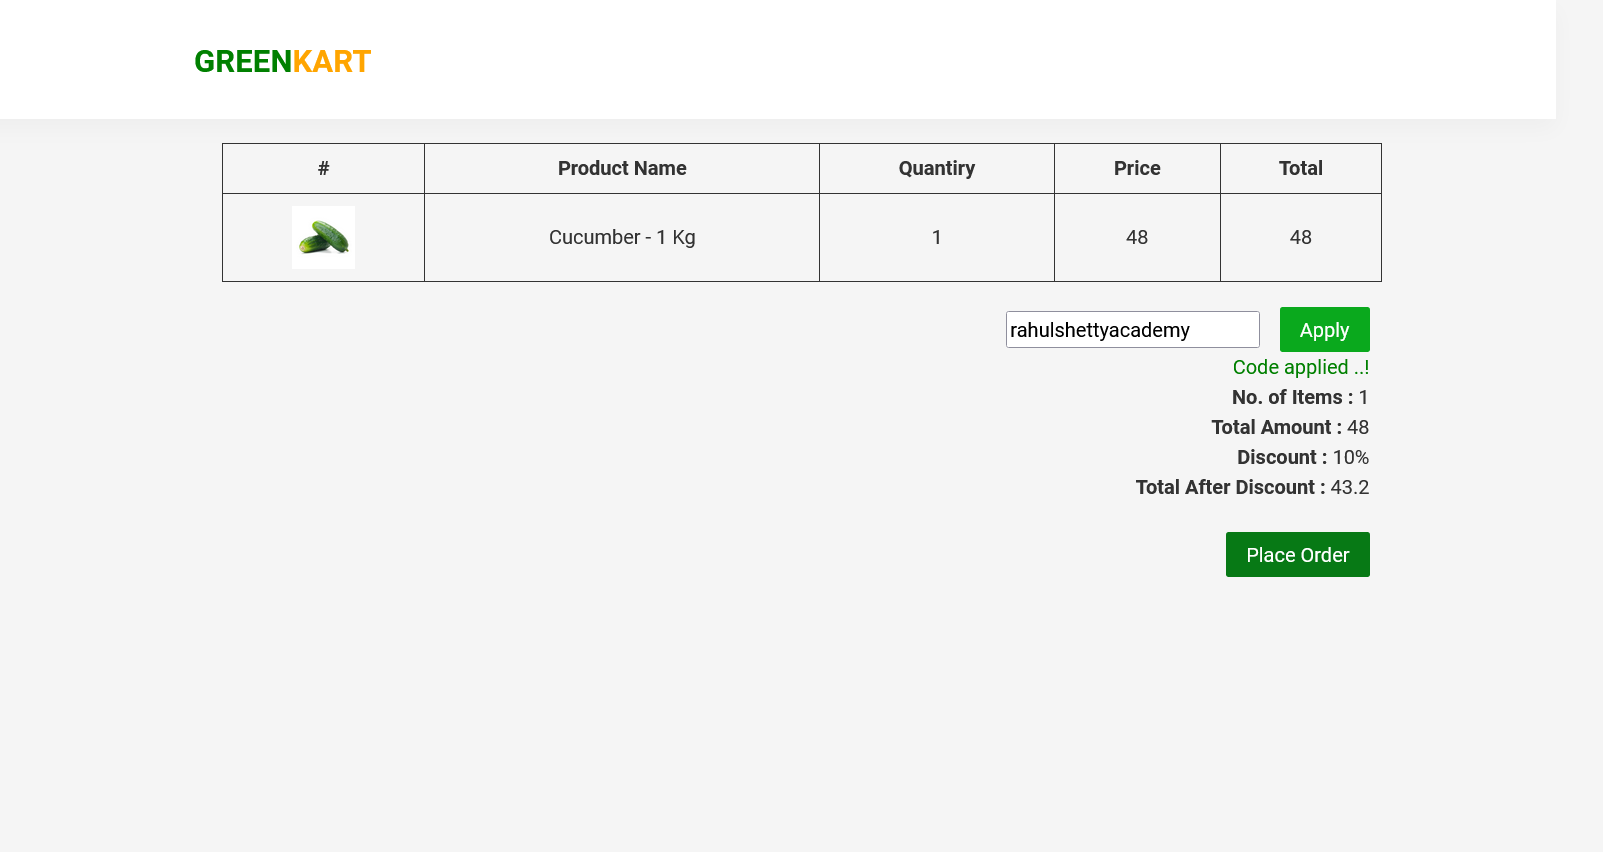 GREENKART
# Product Name Quantiry Price Total
Cucumber - 1 Kg 1 48 48
rahulshettyacademy Apply
Code applied ..!
No. of Items : 1
Total Amount : 48
Discount : 10%
Total After Discount : 43.2
Place Order